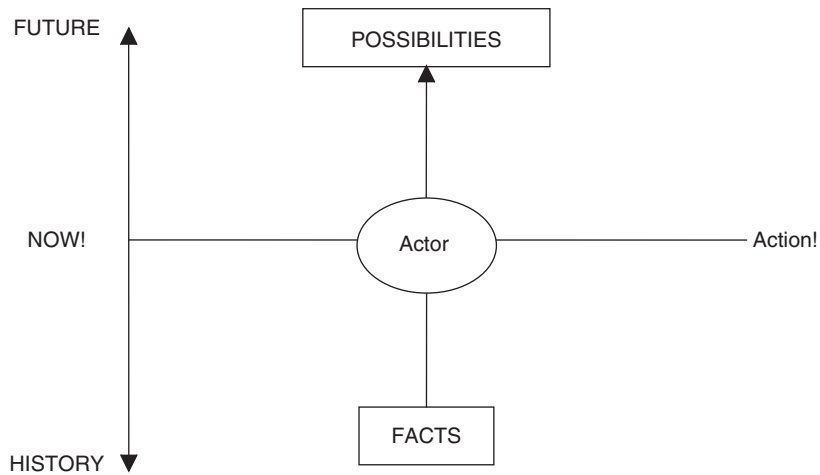 FUTURE
POSSIBILITIES
NOW!
Actor
Action!
FACTS
HISTORY